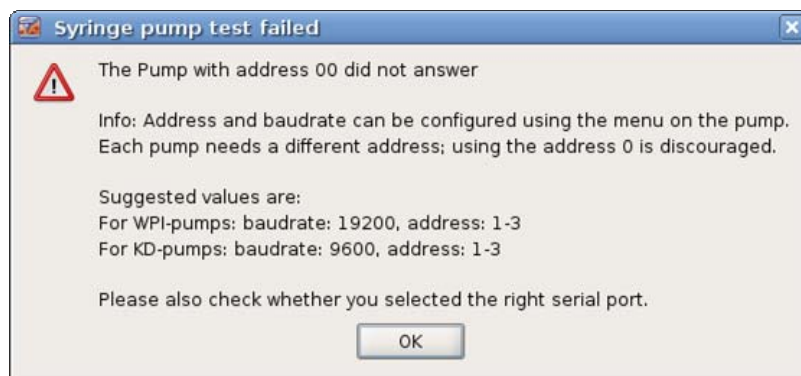 Syringe pump test failed
The Pump with address 00 did not answer
Info: Address and baudrate can be configured using the menu on the pump.
Each pump needs a different address; using the address 0 is discouraged.
Suggested values are:
For WPI-pumps: baudrate: 19200, address: 1-3
For KD-pumps: baudrate: 9600, address: 1-3
Please also check whether you selected the right serial port.
OK